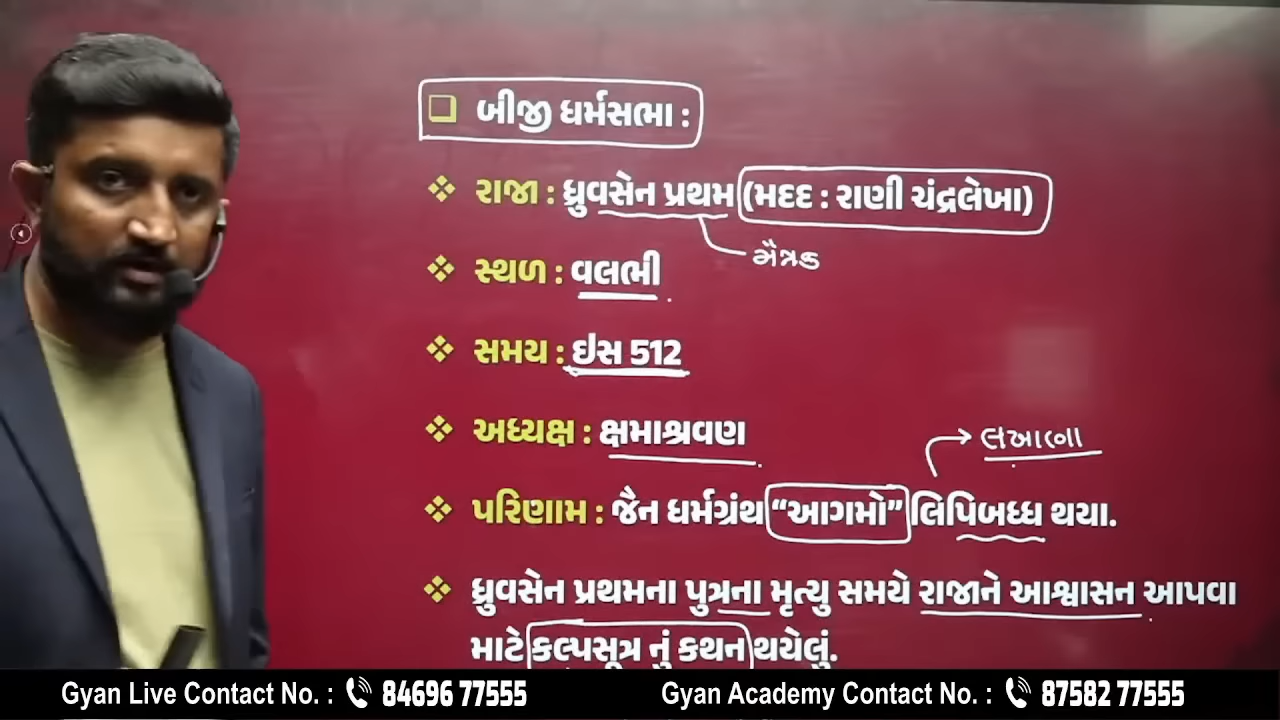 બીજી ધર્મસભા :
રાજા : ધ્રુવસેન પ્રથમ (મદદ : રાણી ચંદ્રલેખા)
મૈત્રક
સ્થળ : વલભી
સમય : ઇસ 512
અધ્યક્ષ : ક્ષમાશ્રવણ
લખાણા
પરિણામ : જૈન ધર્મગ્રંથ “આગમો” લિપિબધ્ધ થયા.
ધ્રુવસેન પ્રથમના પુત્રના મૃત્યુ સમયે રાજાને આશ્વાસન આપવા
માટે કલ્પસૂત્ર નું કથન થયેલું.
Gyan Live Contact No. : 84696 77555
Gyan Academy Contact No. : 87582 77555